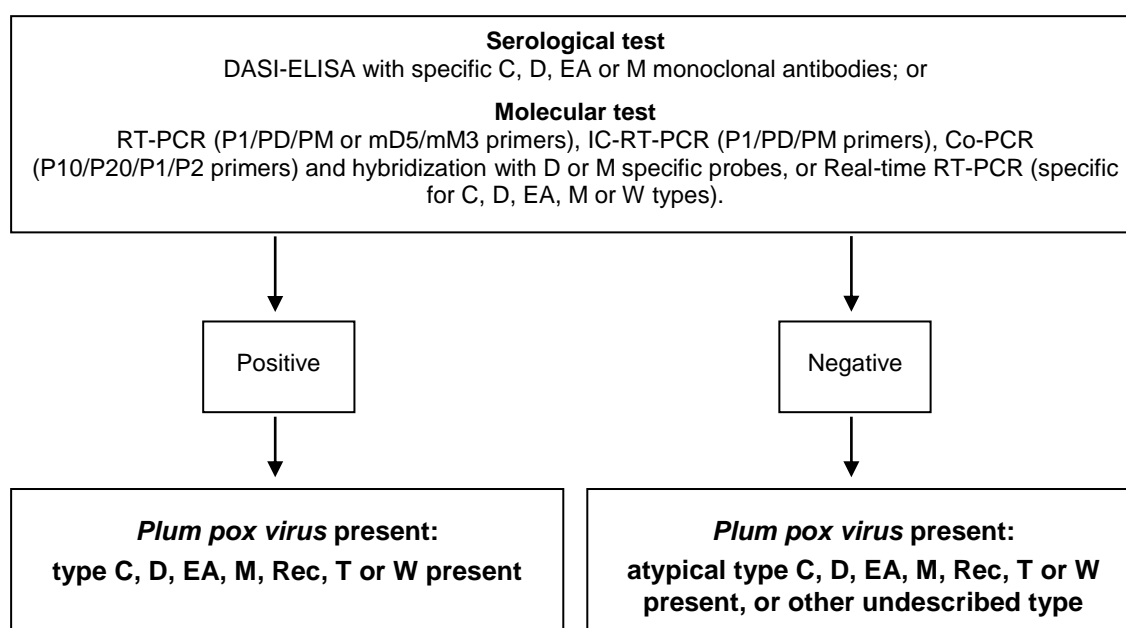 Serological test
DASI-ELISA with specific C, D, EA or M monoclonal antibodies; or
Molecular test
RT-PCR (P1/PD/PM or mD5/mM3 primers), IC-RT-PCR (P1/PD/PM primers), Co-PCR
(P10/P20/P1/P2 primers) and hybridization with D or M specific probes, or Real-time RT-PCR (specific
for C, D, EA, M or W types).
Positive
Negative
Plum pox virus present:
type C, D, EA, M, Rec, T or W present
Plum pox virus present:
atypical type C, D, EA, M, Rec, T or W
present, or other undescribed type